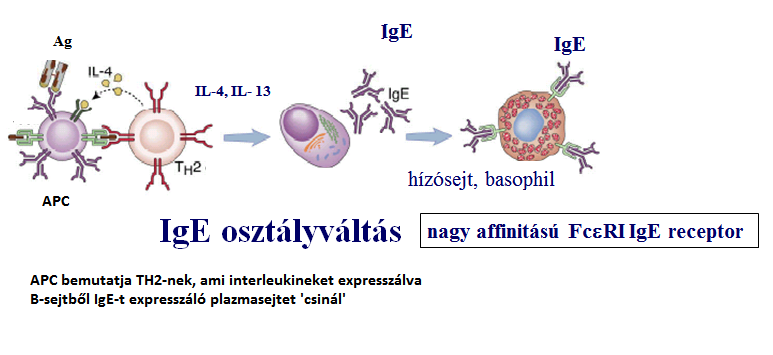 IgE
Ag
IgE
IL-4
IL-4, IL- 13
IgE
TH2
APC
hízósejt, basophil
IgE osztályváltás
nagy affinitású FcεRI IgE receptor
APC bemutatja TH2-nek, ami interleukineket expresszálva
B-sejtből IgE-t expresszáló plazmasejtet 'csinál'